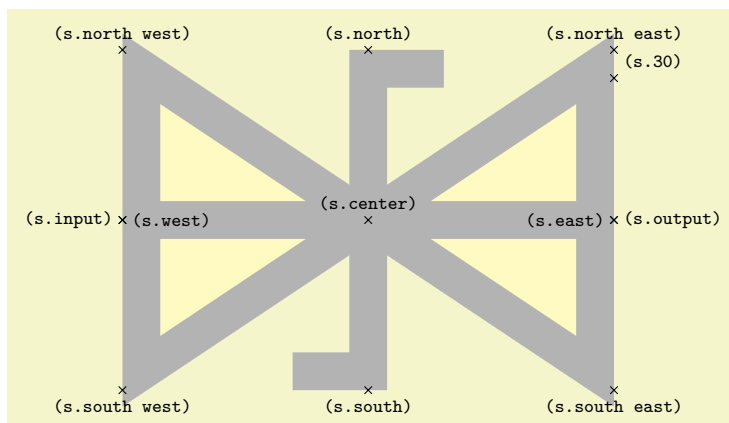 (s.north west) (s.north) (s.north east)
(s.30)
(s.center)
(s.input) (s.west) (s.east) (s.output)
(s.south west) (s.south) (s.south east)